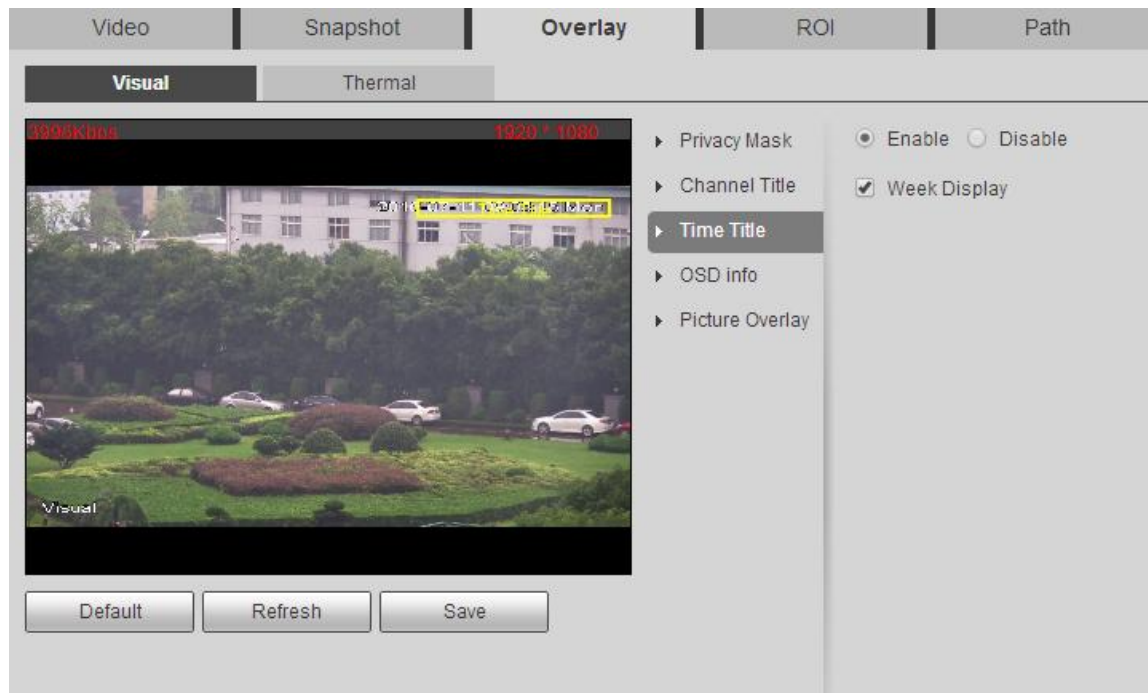 Video Snapshot Overlay ROI Path
Visual Thermal
1920 * 1080
Privacy Mask
Channel Title
Time Title
OSD info
Picture Overlay
Enable Disable
Week Display
Visual
Default Refresh Save